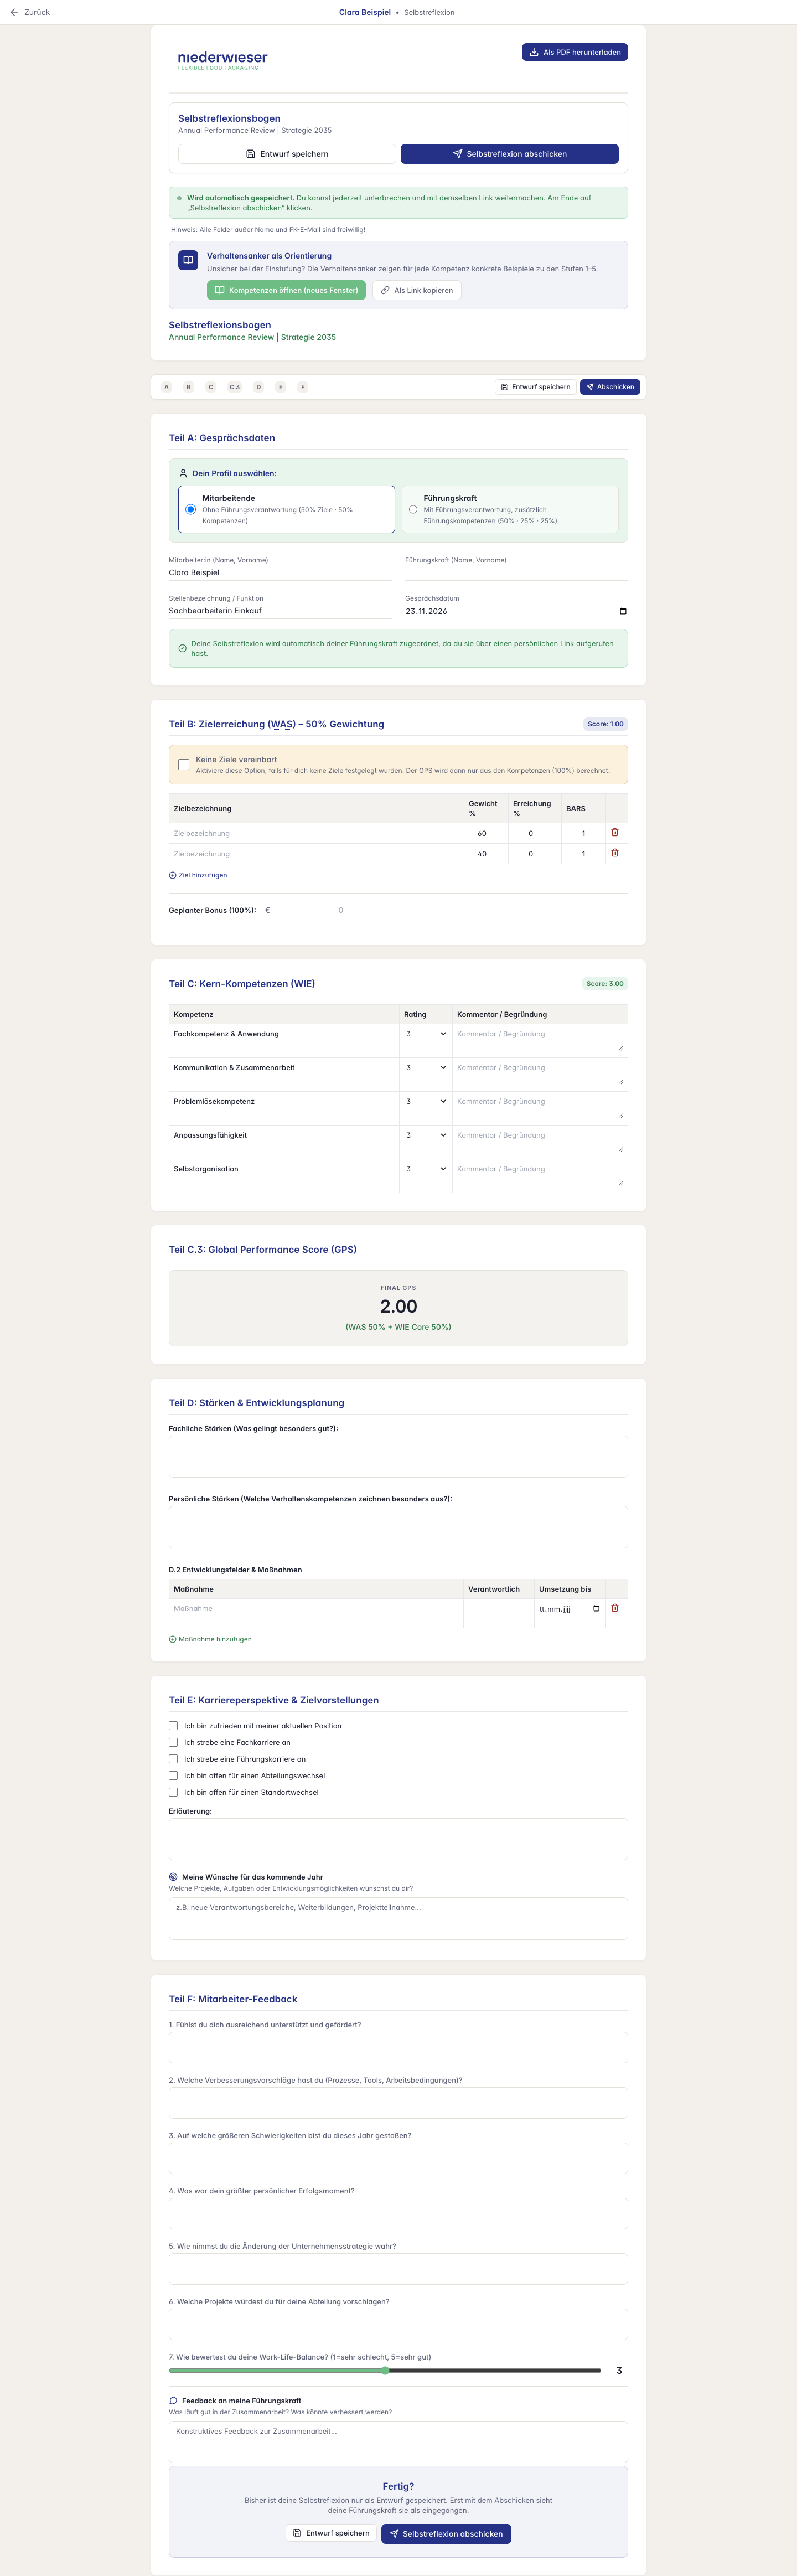 Zurück
Clara Beispiel • Selbstreflexion
niederwieser
FLEXIBLE FOOD PACKAGING
Als PDF herunterladen
Selbstreflexionsbogen
Annual Performance Review | Strategie 2035
Entwurf speichern
Selbstreflexion abschicken
Wird automatisch gespeichert. Du kannst jederzeit unterbrechen und mit demselben Link weitermachen. Am Ende auf
„Selbstreflexion abschicken“ klicken.
Hinweis: Alle Felder außer Name und FK-E-Mail sind freiwillig!
Verhaltensanker als Orientierung
Unsicher bei der Einstufung? Die Verhaltensanker zeigen für jede Kompetenz konkrete Beispiele zu den Stufen 1–5.
Kompetenzen öffnen (neues Fenster)
Als Link kopieren
Selbstreflexionsbogen
Annual Performance Review | Strategie 2035
A B C C.3 D E F
Entwurf speichern
Abschicken
Teil A: Gesprächsdaten
Dein Profil auswählen:
Mitarbeitende
Ohne Führungsverantwortung (50% Ziele · 50%
Kompetenzen)
Führungskraft
Mit Führungsverantwortung, zusätzlich
Führungskompetenzen (50% · 25% · 25%)
Mitarbeiter:in (Name, Vorname)
Clara Beispiel
Führungskraft (Name, Vorname)
Stellenbezeichnung / Funktion
Sachbearbeiterin Einkauf
Gesprächsdatum
23.11.2026
Deine Selbstreflexion wird automatisch deiner Führungskraft zugeordnet, da du sie über einen persönlichen Link aufgerufen
hast.
Teil B: Zielerreichung (WAS) – 50% Gewichtung
Score: 1.00
Keine Ziele vereinbart
Aktiviere diese Option, falls für dich keine Ziele festgelegt wurden. Der GPS wird dann nur aus den Kompetenzen (100%) berechnet.
Zielbezeichnung Gewicht % Erreichung % BARS
Zielbezeichnung 60 0 1
Zielbezeichnung 40 0 1
Ziel hinzufügen
Geplanter Bonus (100%): € 0
Teil C: Kern-Kompetenzen (WIE)
Score: 3.00
Kompetenz Rating Kommentar / Begründung
Fachkompetenz & Anwendung 3 Kommentar / Begründung
Kommunikation & Zusammenarbeit 3 Kommentar / Begründung
Problemlösekompetenz 3 Kommentar / Begründung
Anpassungsfähigkeit 3 Kommentar / Begründung
Selbstorganisation 3 Kommentar / Begründung
Teil C.3: Global Performance Score (GPS)
FINAL GPS
2.00
(WAS 50% + WIE Core 50%)
Teil D: Stärken & Entwicklungsplanung
Fachliche Stärken (Was gelingt besonders gut?):
Persönliche Stärken (Welche Verhaltenskompetenzen zeichnen besonders aus?):
D.2 Entwicklungsfelder & Maßnahmen
Maßnahme Verantwortlich Umsetzung bis
Maßnahme tt.mm.jjjj
Maßnahme hinzufügen
Teil E: Karriereperspektive & Zielvorstellungen
Ich bin zufrieden mit meiner aktuellen Position
Ich strebe eine Fachkarriere an
Ich strebe eine Führungskarriere an
Ich bin offen für einen Abteilungswechsel
Ich bin offen für einen Standortwechsel
Erläuterung:
Meine Wünsche für das kommende Jahr
Welche Projekte, Aufgaben oder Entwicklungsmöglichkeiten wünschst du dir?
z.B. neue Verantwortungsbereiche, Weiterbildungen, Projektteilnahme...
Teil F: Mitarbeiter-Feedback
1. Fühlst du dich ausreichend unterstützt und gefördert?
2. Welche Verbesserungsvorschläge hast du (Prozesse, Tools, Arbeitsbedingungen)?
3. Auf welche größeren Schwierigkeiten bist du dieses Jahr gestoßen?
4. Was war dein größter persönlicher Erfolgsmoment?
5. Wie nimmst du die Änderung der Unternehmensstrategie wahr?
6. Welche Projekte würdest du für deine Abteilung vorschlagen?
7. Wie bewertest du deine Work-Life-Balance? (1=sehr schlecht, 5=sehr gut)
3
Feedback an meine Führungskraft
Was läuft gut in der Zusammenarbeit? Was könnte verbessert werden?
Konstruktives Feedback zur Zusammenarbeit...
Fertig?
Bisher ist deine Selbstreflexion nur als Entwurf gespeichert. Erst mit dem Abschicken sieht
deine Führungskraft sie als eingegangen.
Entwurf speichern
Selbstreflexion abschicken